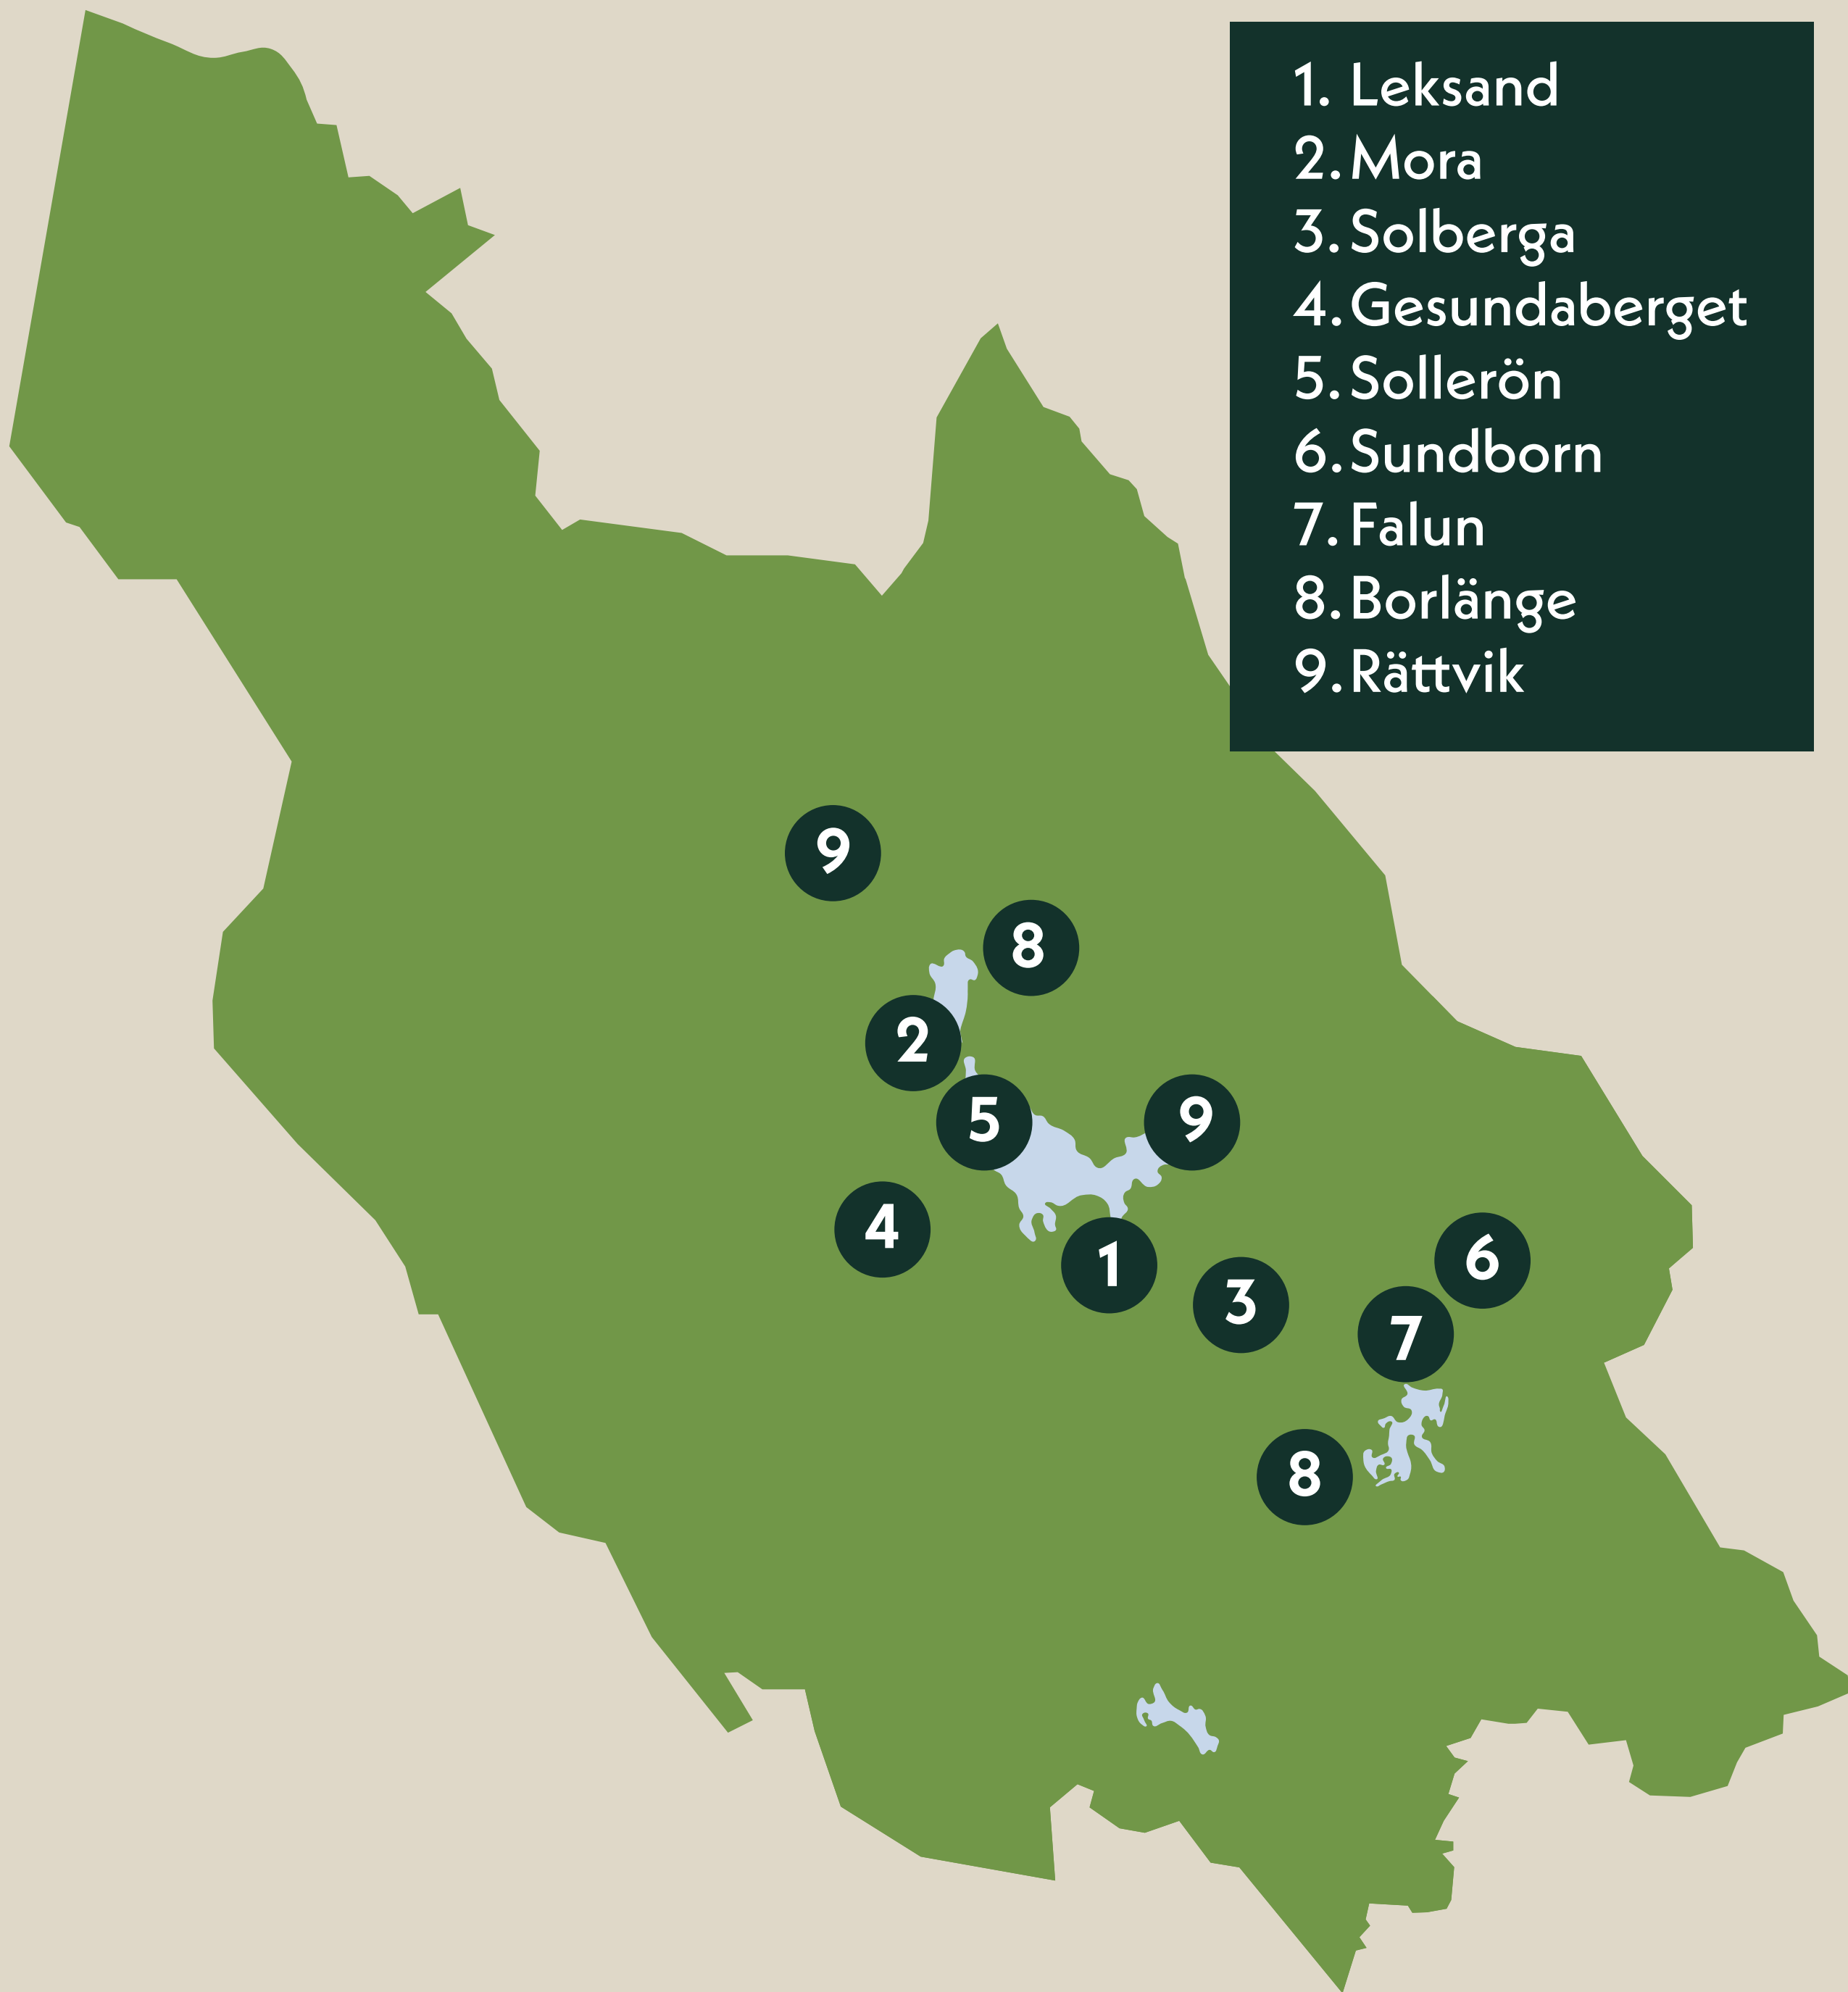 1. Leksand
2. Mora
3. Solberga
4. Gesundaberget
5. Sollerön
6. Sundborn
7. Falun
8. Borlänge
9. Rättvik
9
8
2
5
9
4
1
6
3
7
8